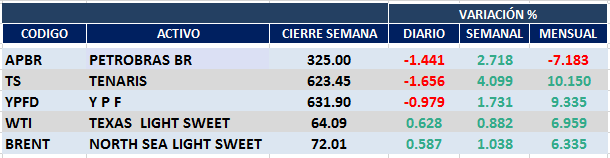 VARIACIÓN %
CODIGO ACTIVO CIERRE SEMANA DIARIO SEMANAL MENSUAL
APBR PETROBRAS BR 325.00 -1.441 2.718 -7.183
TS TENARIS 623.45 -1.656 4.099 10.150
YPFD Y P F 631.90 -0.979 1.731 9.335
WTI TEXAS LIGHT SWEET 64.09 0.628 0.882 6.959
BRENT NORTH SEA LIGHT SWEET 72.01 0.587 1.038 6.335